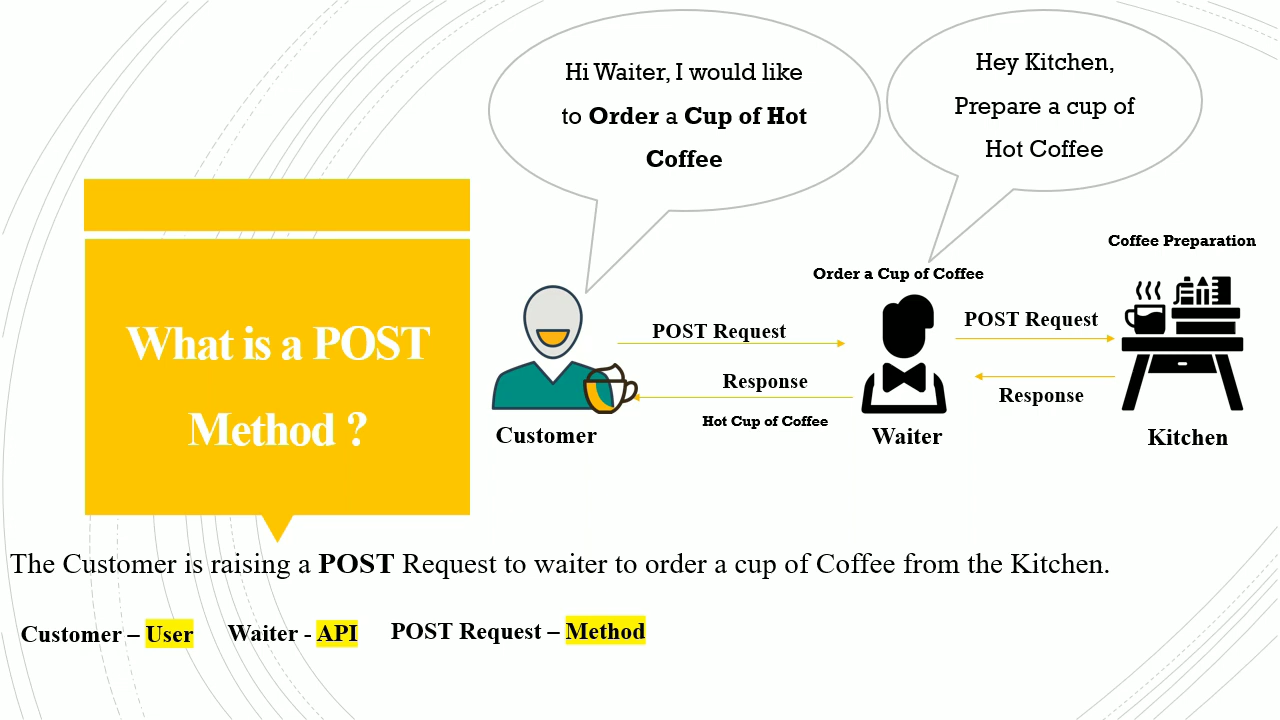 Hi Waiter, I would like
to Order a Cup of Hot
Coffee
Hey Kitchen,
Prepare a cup of
Hot Coffee
What is a POST
Method ?
Coffee Preparation
Order a Cup of Coffee
POST Request
POST Request
Response
Response
Hot Cup of Coffee
Customer
Waiter
Kitchen
The Customer is raising a POST Request to waiter to order a cup of Coffee from the Kitchen.
Customer – User Waiter - API POST Request – Method